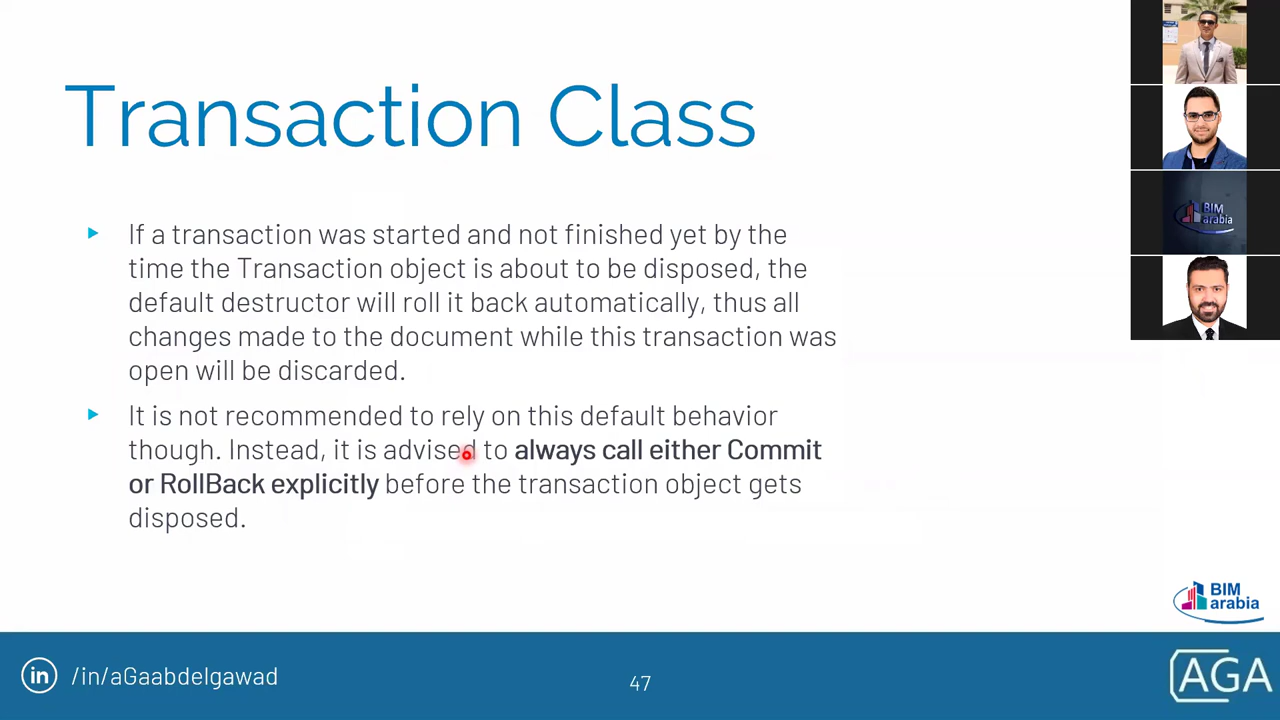 Transaction Class
If a transaction was started and not finished yet by the
time the Transaction object is about to be disposed, the
default destructor will roll it back automatically, thus all
changes made to the document while this transaction was
open will be discarded.
It is not recommended to rely on this default behavior
though. Instead, it is advised to always call either Commit
or RollBack explicitly before the transaction object gets
disposed.
BIM
arabia
BIM
arabia
in
/in/aGaabdelgawad
47
AGA